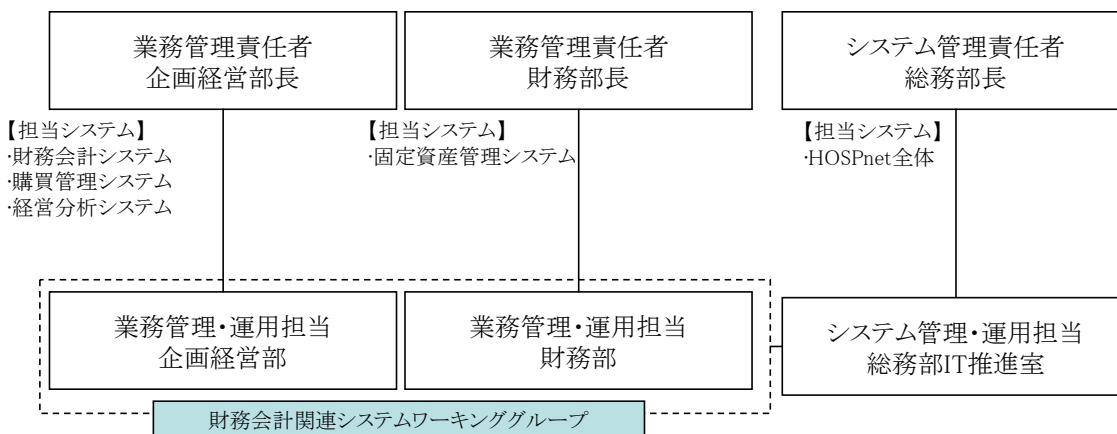 業務管理責任者
企画経営部長
業務管理責任者
財務部長
システム管理責任者
総務部長
【担当システム】
・財務会計システム
・購買管理システム
・経営分析システム
【担当システム】
・固定資産管理システム
【担当システム】
・HOSPnet全体
業務管理・運用担当
企画経営部
業務管理・運用担当
財務部
システム管理・運用担当
総務部IT推進室
財務会計関連システムワーキンググループ